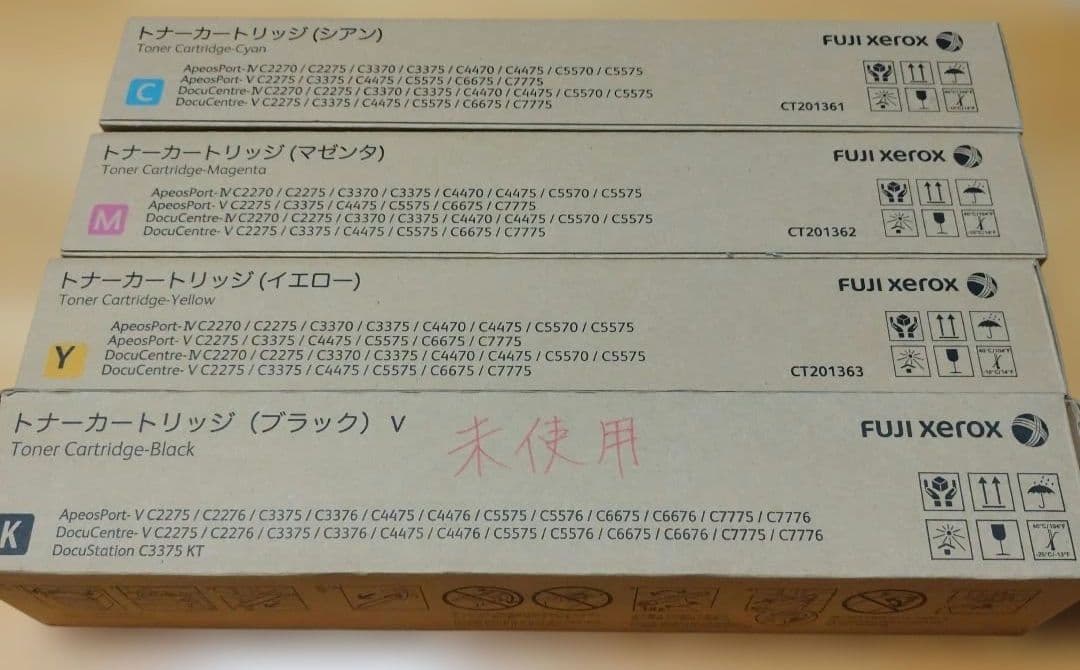 トナーカートリッジ(シアン)
Toner Cartridge-Cyan
FUJI xerox
C
ApeosPort-Ⅳ C2270 / C2275 / C3370 / C3375 / C4470 / C4475 / C5570 / C5575
ApeosPort- V C2275 / C3375 / C4475 / C5575 / C6675 / C7775
DocuCentre-Ⅳ C2270 / C2275 / C3370 / C3375 / C4470 / C4475 / C5570 / C5575
DocuCentre- V C2275 / C3375 / C4475 / C5575 / C6675 / C7775
CT201361
トナーカートリッジ(マゼンタ)
Toner Cartridge-Magenta
FUJI xerox
M
ApeosPort-Ⅳ C2270 / C2275 / C3370 / C3375 / C4470 / C4475 / C5570 / C5575
ApeosPort- V C2275 / C3375 / C4475 / C5575 / C6675 / C7775
DocuCentre-Ⅳ C2270 / C2275 / C3370 / C3375 / C4470 / C4475 / C5570 / C5575
DocuCentre- V C2275 / C3375 / C4475 / C5575 / C6675 / C7775
CT201362
トナーカートリッジ(イエロー)
Toner Cartridge-Yellow
FUJI xerox
Y
ApeosPort-Ⅳ C2270 / C2275 / C3370 / C3375 / C4470 / C4475 / C5570 / C5575
ApeosPort- V C2275 / C3375 / C4475 / C5575 / C6675 / C7775
DocuCentre-Ⅳ C2270 / C2275 / C3370 / C3375 / C4470 / C4475 / C5570 / C5575
DocuCentre- V C2275 / C3375 / C4475 / C5575 / C6675 / C7775
CT201363
トナーカートリッジ（ブラック） V
Toner Cartridge-Black
未使用
FUJI xerox
K
ApeosPort- V C2275 / C2276 / C3375 / C3376 / C4475 / C4476 / C5575 / C5576 / C6675 / C6676 / C7775 / C7776
DocuCentre- V C2275 / C2276 / C3375 / C3376 / C4475 / C4476 / C5575 / C5576 / C6675 / C6676 / C7775 / C7776
DocuStation C3375 KT